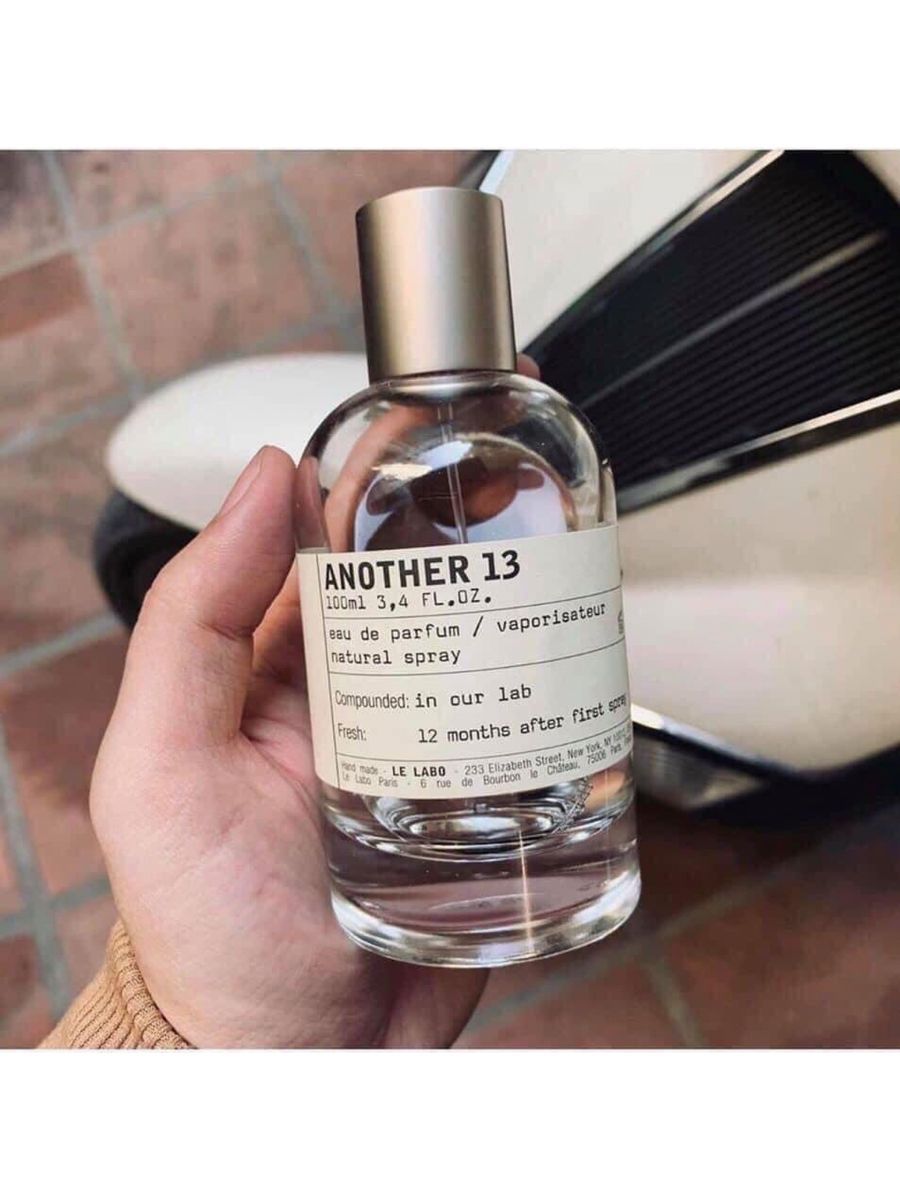 ANOTHER 13
100ml 3,4 FL.OZ.
eau de parfum / vaporisateur
natural spray
Compounded: in our lab
Fresh: 12 months after first spray
Hand made - LE LABO - 233 Elizabeth Street, New York, NY
Le Labo Paris - 6 rue de Bourbon le Château, 75006 Paris,